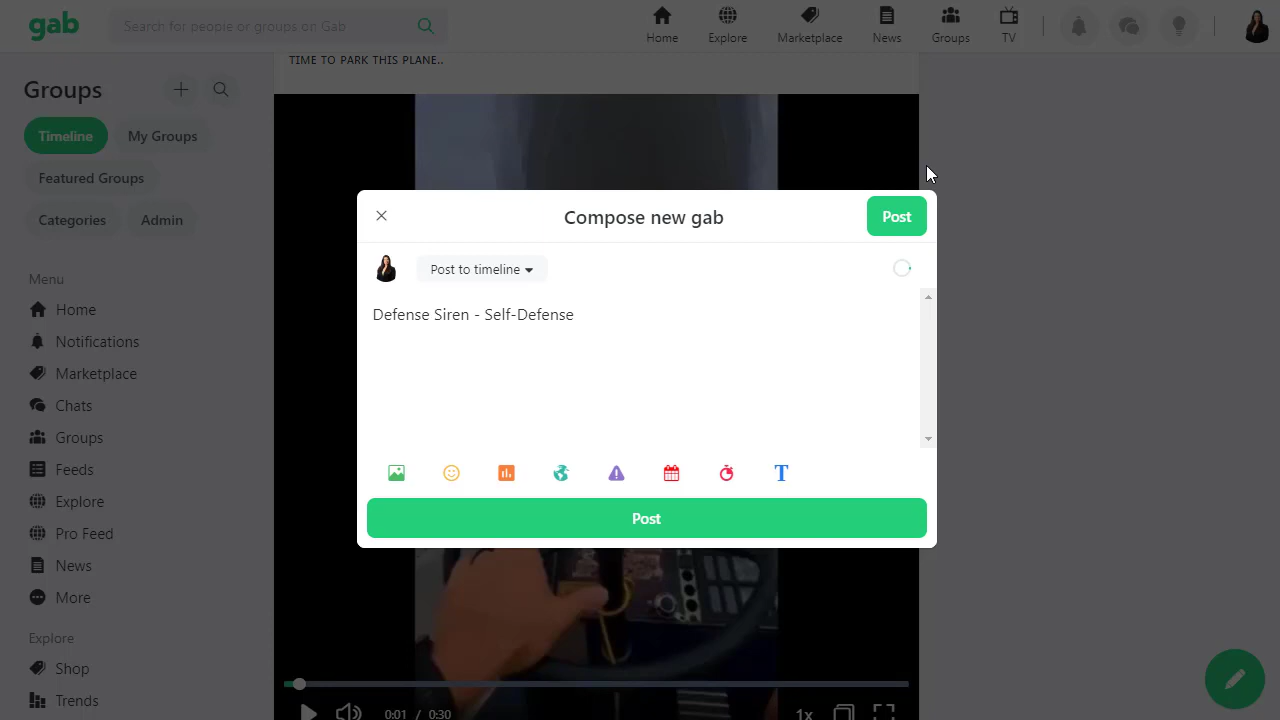 gab
Search for people or groups on Gab
Home
Explore
Marketplace
News
Groups
TV
TIME TO PARK THIS PLANE..
Groups
Timeline
My Groups
Featured Groups
Categories
Admin
Menu
Home
Notifications
Marketplace
Chats
Groups
Feeds
Explore
Pro Feed
News
More
Explore
Shop
Trends
Compose new gab
Post
Post to timeline
Defense Siren - Self-Defense
T
Post
0:01 / 0:30
1x